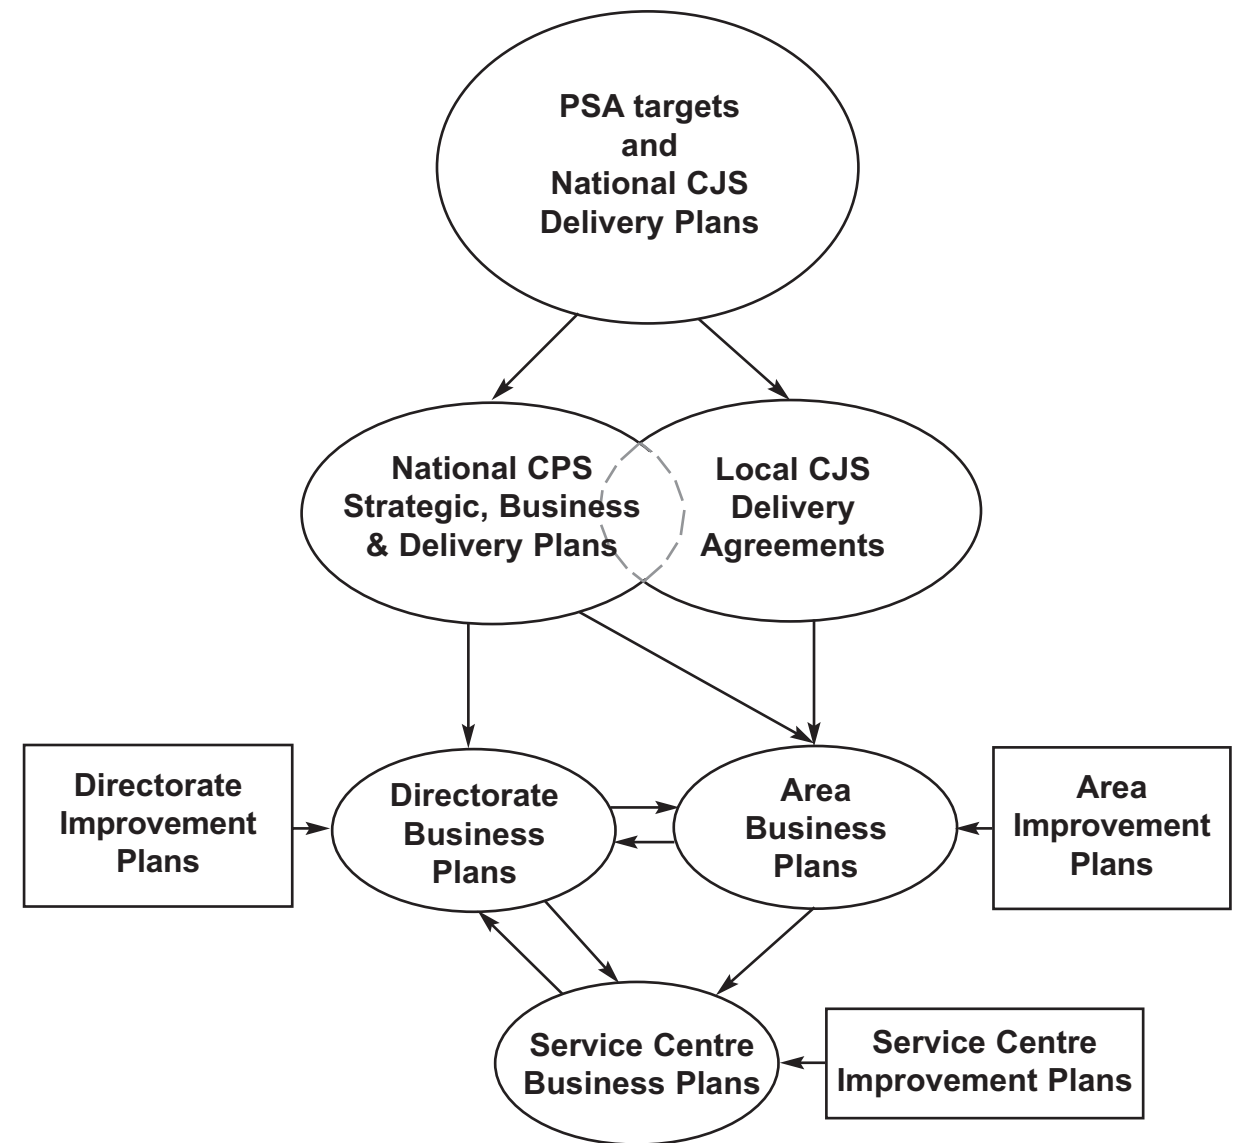 PSA targets
and
National CJS
Delivery Plans
National CPS
Strategic, Business
& Delivery Plans
Local CJS
Delivery
Agreements
Directorate
Improvement
Plans
Directorate
Business
Plans
Area
Business
Plans
Area
Improvement
Plans
Service Centre
Business Plans
Service Centre
Improvement Plans